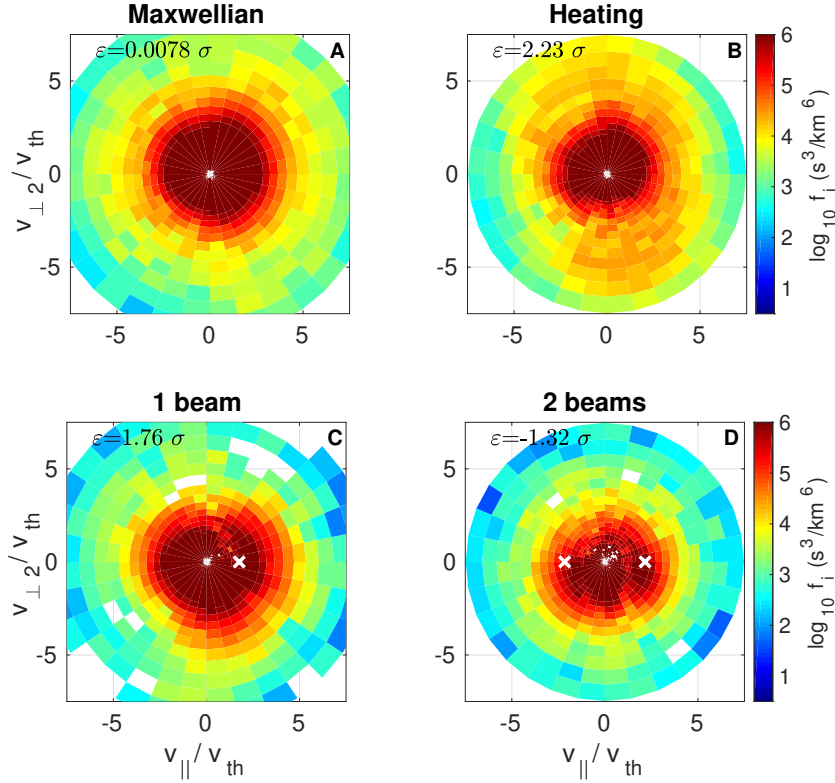 Maxwellian
Heating
ε=0.0078 σ
A
ε=2.23 σ
B
5
0
-5
-5
0
5
v⊥2/vth
5
0
-5
-5
0
5
6
5
4
3
2
1
log10 fi (s3/km6)
1 beam
2 beams
ε=1.76 σ
C
ε=-1.32 σ
D
5
0
-5
-5
0
5
v⊥2/vth
v||/vth
5
0
-5
-5
0
5
v||/vth
6
5
4
3
2
1
log10 fi (s3/km6)